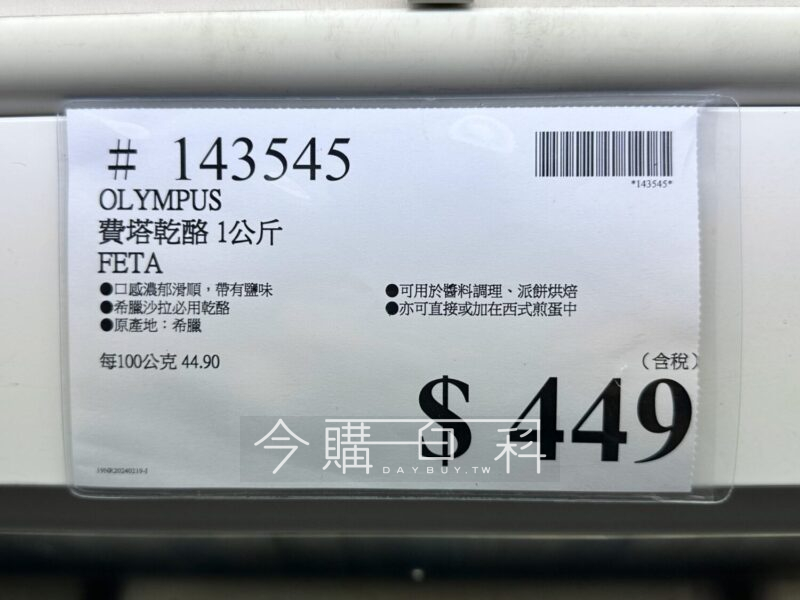 # 143545
*143545*
OLYMPUS
費塔乾酪 1公斤
FETA
●口感濃郁滑順，帶有鹽味
●希臘沙拉必用乾酪
●原產地：希臘
●可用於醬料調理、派餅烘焙
●亦可直接或加在西式煎蛋中
每100公克 44.90
（含稅）
$ 449
今購百科
DAYBUY.TW